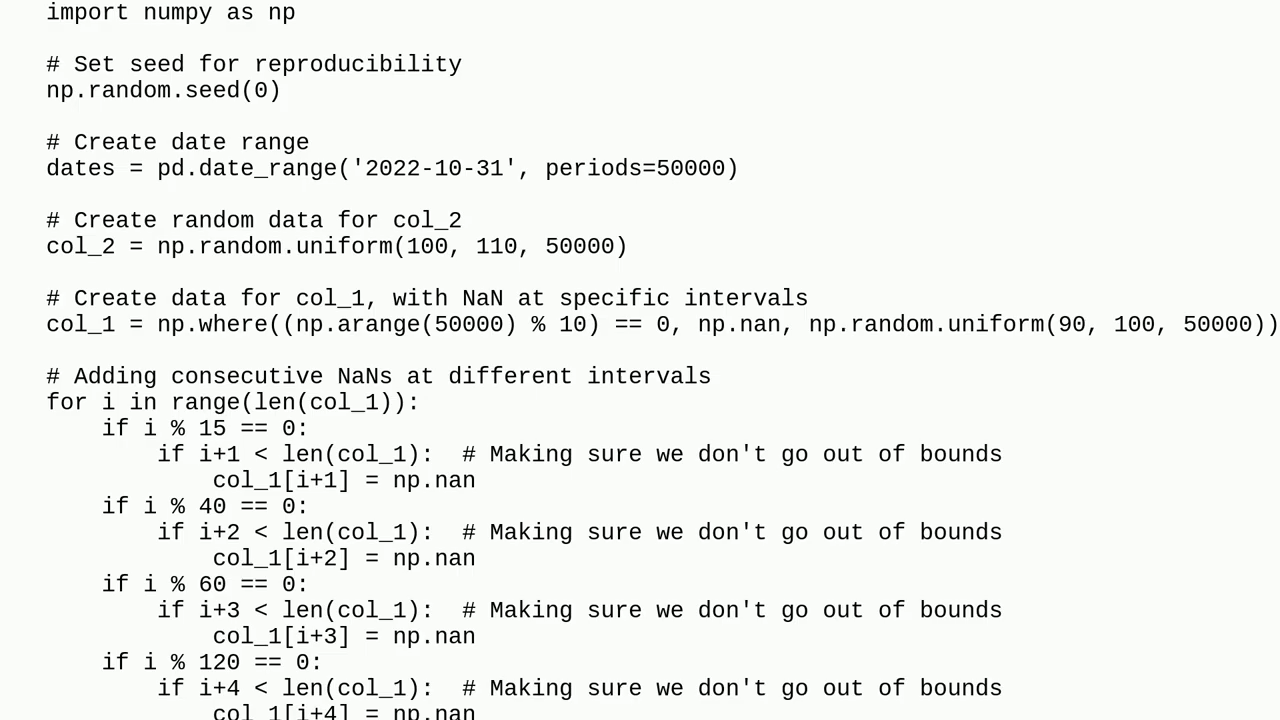 import numpy as np
# Set seed for reproducibility
np.random.seed(0)
# Create date range
dates = pd.date_range('2022-10-31', periods=50000)
# Create random data for col_2
col_2 = np.random.uniform(100, 110, 50000)
# Create data for col_1, with NaN at specific intervals
col_1 = np.where((np.arange(50000) % 10) == 0, np.nan, np.random.uniform(90, 100, 50000))
# Adding consecutive NaNs at different intervals
for i in range(len(col_1)):
    if i % 15 == 0:
        if i+1 < len(col_1):  # Making sure we don't go out of bounds
            col_1[i+1] = np.nan
    if i % 40 == 0:
        if i+2 < len(col_1):  # Making sure we don't go out of bounds
            col_1[i+2] = np.nan
    if i % 60 == 0:
        if i+3 < len(col_1):  # Making sure we don't go out of bounds
            col_1[i+3] = np.nan
    if i % 120 == 0:
        if i+4 < len(col_1):  # Making sure we don't go out of bounds
            col_1[i+4] = np.nan